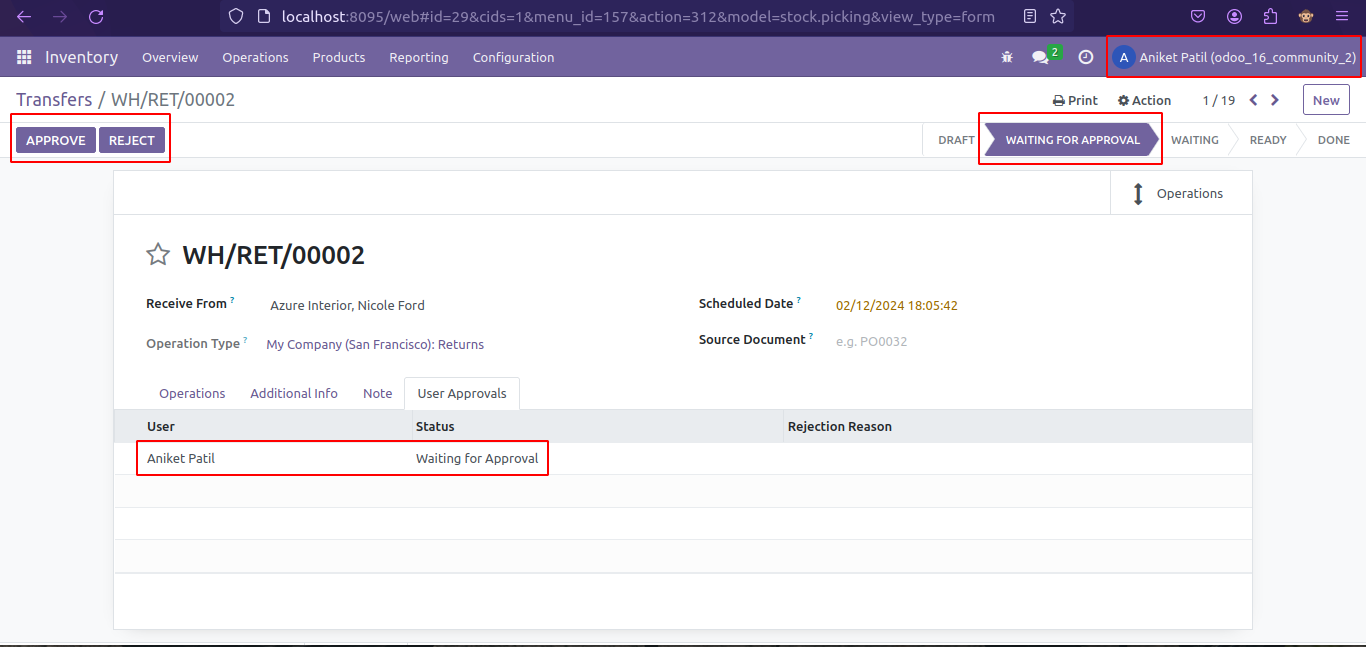 localhost:8095/web#id=29&cids=1&menu_id=157&action=312&model=stock.picking&view_type=form
Inventory Overview Operations Products Reporting Configuration 2 A Aniket Patil (odoo_16_community_2)
Transfers / WH/RET/00002 Print Action 1 / 19 New
APPROVE REJECT DRAFT WAITING FOR APPROVAL WAITING READY DONE
Operations
WH/RET/00002
Receive From ? Azure Interior, Nicole Ford Scheduled Date ? 02/12/2024 18:05:42
Operation Type ? My Company (San Francisco): Returns Source Document ? e.g. PO0032
Operations Additional Info Note User Approvals
User Status Rejection Reason
Aniket Patil Waiting for Approval